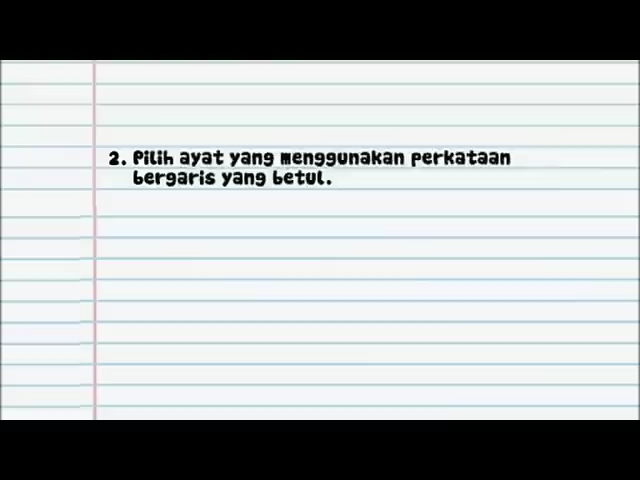 2. Pilih ayat yang menggunakan perkataan
bergaris yang betul.